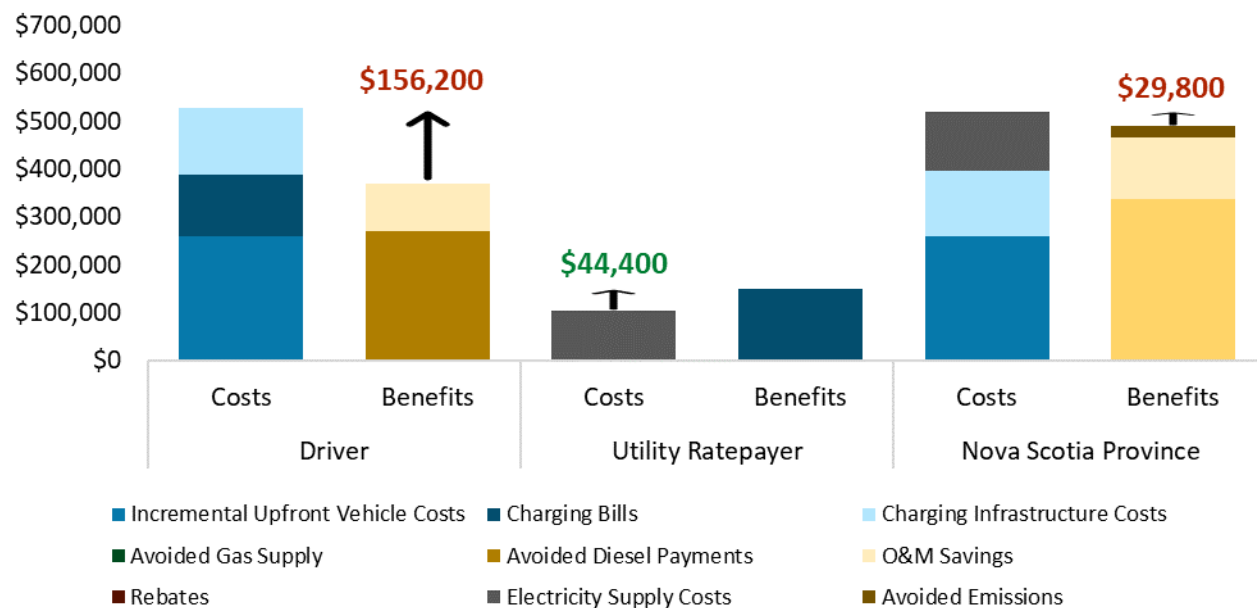 $700,000
$600,000
$500,000
$400,000
$300,000
$200,000
$100,000
$0
$156,200
$44,400
$29,800
Costs Benefits Costs Benefits Costs Benefits
Driver Utility Ratepayer Nova Scotia Province
Incremental Upfront Vehicle Costs Charging Bills Charging Infrastructure Costs
Avoided Gas Supply Avoided Diesel Payments O&M Savings
Rebates Electricity Supply Costs Avoided Emissions